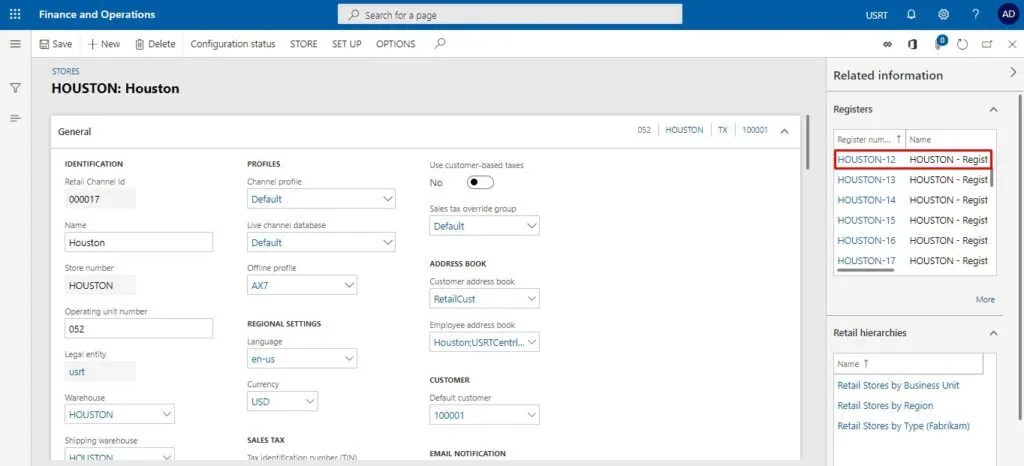 Finance and Operations
Search for a page
USRT
?
AD
Save
New
Delete
Configuration status
STORE
SET UP
OPTIONS
0
STORES
HOUSTON: Houston
General
052
HOUSTON
TX
100001
IDENTIFICATION
Retail Channel Id
000017
Name
Houston
Store number
HOUSTON
Operating unit number
052
Legal entity
usrt
Warehouse
HOUSTON
Shipping warehouse
HOUSTON
PROFILES
Channel profile
Default
Live channel database
Default
Offline profile
AX7
REGIONAL SETTINGS
Language
en-us
Currency
USD
SALES TAX
Tax identification number (TIN)
Use customer-based taxes
No
Sales tax override group
Default
ADDRESS BOOK
Customer address book
RetailCust
Employee address book
Houston;USRTCentrl...
CUSTOMER
Default customer
100001
EMAIL NOTIFICATION
Related information
Registers
Register num... Name
HOUSTON-12 HOUSTON - Regist
HOUSTON-13 HOUSTON - Regist
HOUSTON-14 HOUSTON - Regist
HOUSTON-15 HOUSTON - Regist
HOUSTON-16 HOUSTON - Regist
HOUSTON-17 HOUSTON - Regist
More
Retail hierarchies
Name
Retail Stores by Business Unit
Retail Stores by Region
Retail Stores by Type (Fabrikam)